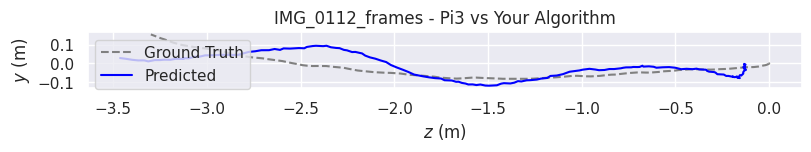 IMG_0112_frames - Pi3 vs Your Algorithm
y (m)
0.1
0.0
−0.1
Ground Truth
Predicted
−3.5 −3.0 −2.5 −2.0 −1.5 −1.0 −0.5 0.0
z (m)